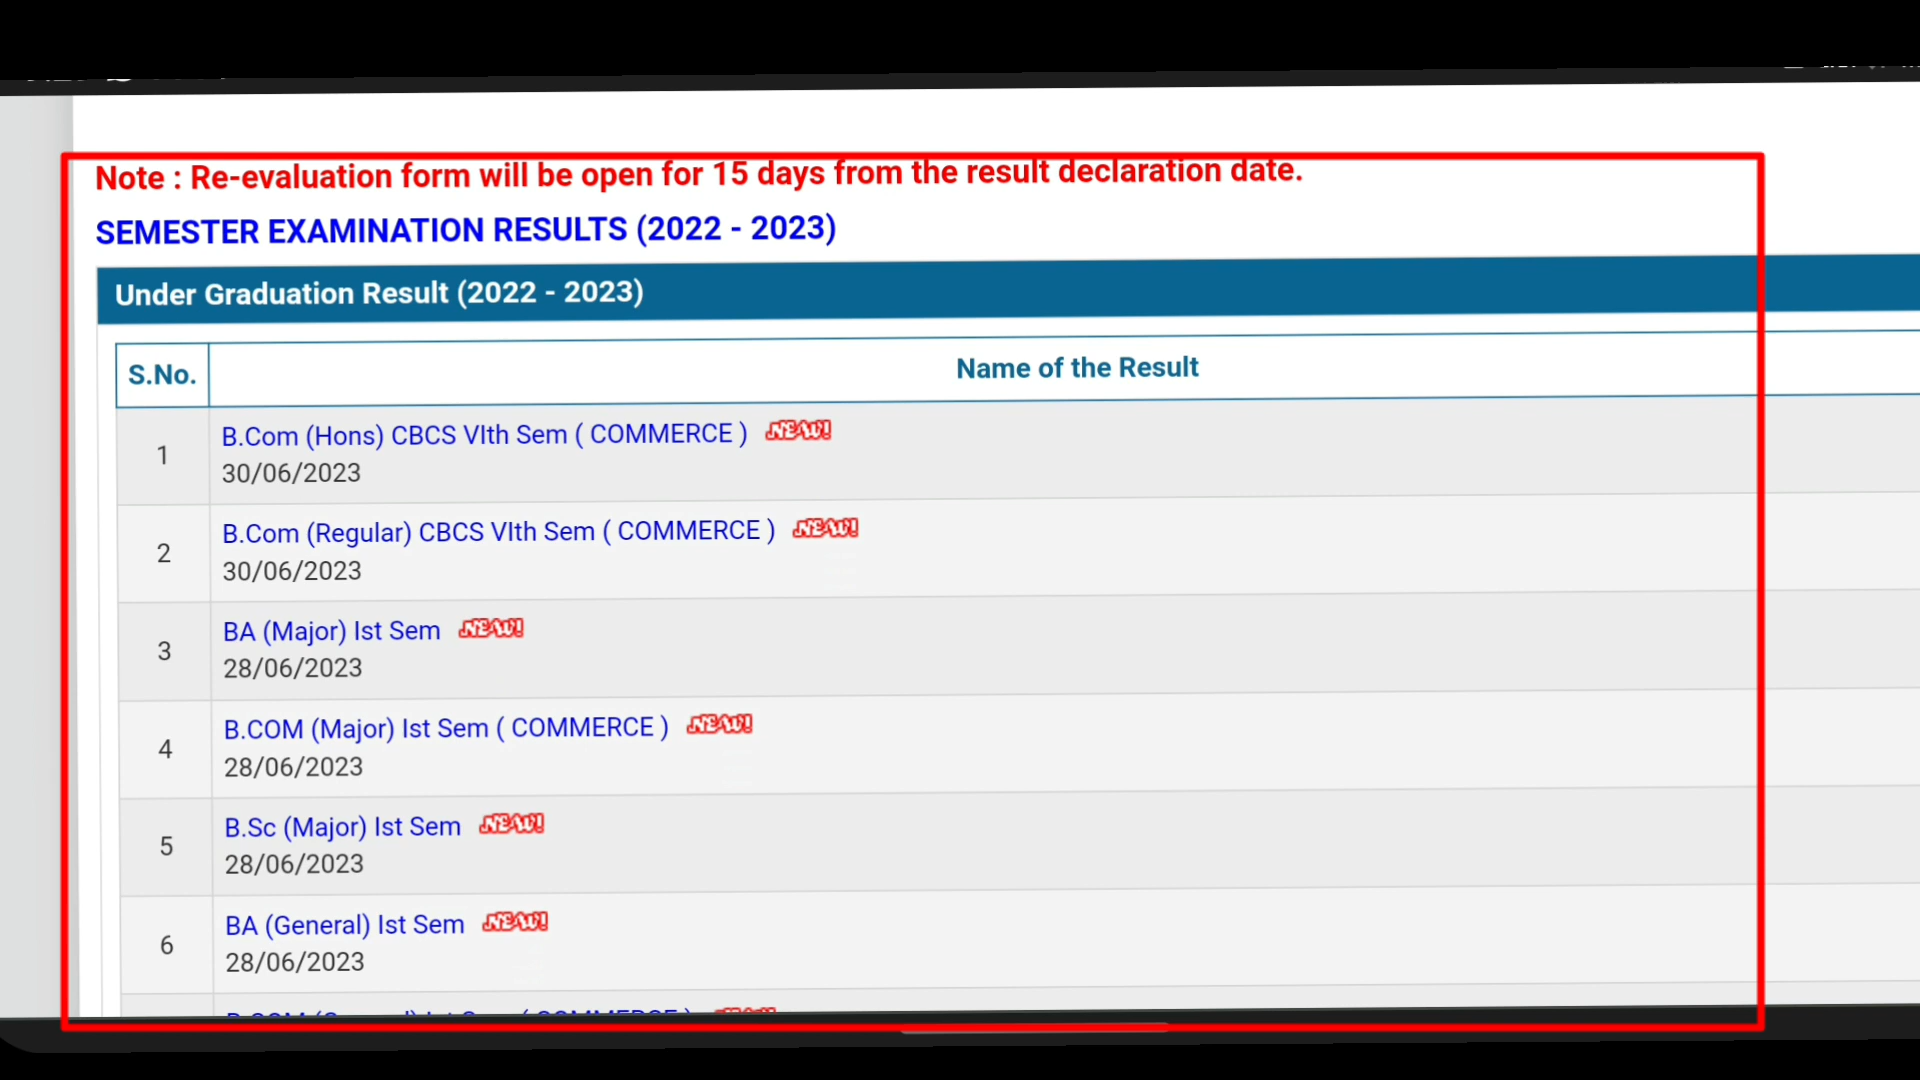 Note : Re-evaluation form will be open for 15 days from the result declaration date.
SEMESTER EXAMINATION RESULTS (2022 - 2023)
Under Graduation Result (2022 - 2023)
S.No. Name of the Result
1 B.Com (Hons) CBCS VIth Sem ( COMMERCE ) NEW!
30/06/2023
2 B.Com (Regular) CBCS VIth Sem ( COMMERCE ) NEW!
30/06/2023
3 BA (Major) Ist Sem NEW!
28/06/2023
4 B.COM (Major) Ist Sem ( COMMERCE ) NEW!
28/06/2023
5 B.Sc (Major) Ist Sem NEW!
28/06/2023
6 BA (General) Ist Sem NEW!
28/06/2023